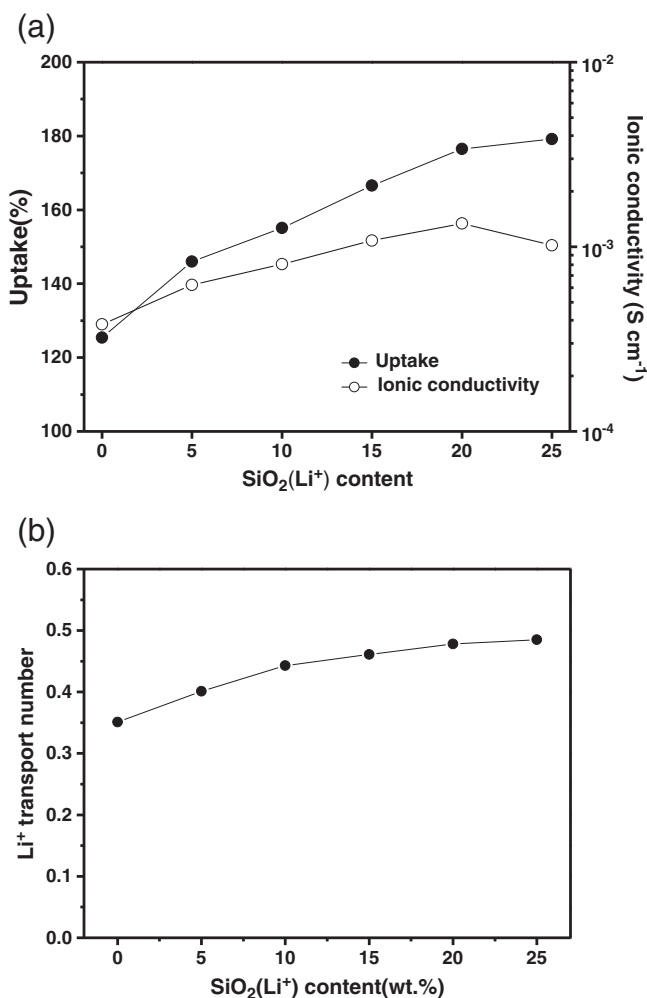 (a)
200
180
160
140
120
100
Uptake(%)
10⁻²
10⁻³
10⁻⁴
Ionic conductivity (S cm⁻¹)
Uptake
Ionic conductivity
0 5 10 15 20 25
SiO₂(Li⁺) content
(b)
0.6
0.5
0.4
0.3
0.2
0.1
0.0
Li⁺ transport number
0 5 10 15 20 25
SiO₂(Li⁺) content(wt.%)